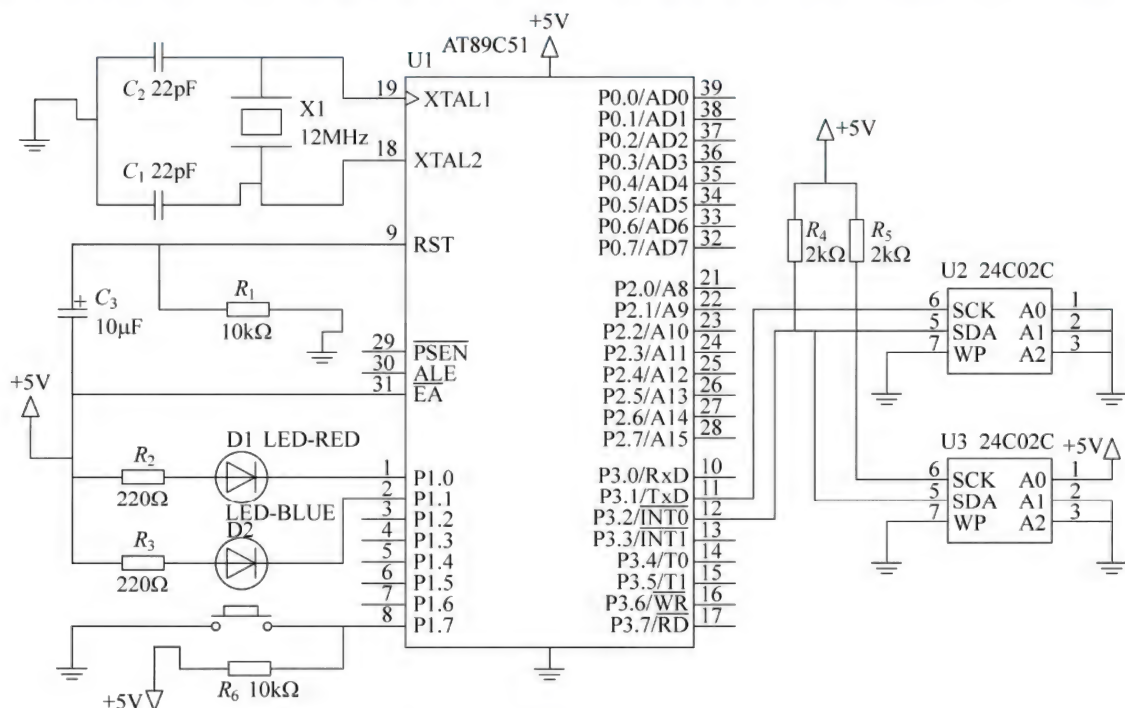 +5V
U1
AT89C51
C2 22pF
X1
12MHz
C1 22pF
19
XTAL1
18
XTAL2
9
RST
+
C3
10μF
R1
10kΩ
29
PSEN
30
ALE
31
EA
+5V
D1 LED-RED
R2
220Ω
1
P1.0
2
P1.1
LED-BLUE
3
P1.2
D2
4
P1.3
R3
220Ω
5
P1.4
6
P1.5
7
P1.6
8
P1.7
R6 10kΩ
+5V
P0.0/AD0
39
P0.1/AD1
38
P0.2/AD2
37
P0.3/AD3
36
P0.4/AD4
35
P0.5/AD5
34
P0.6/AD6
33
P0.7/AD7
32
P2.0/A8
21
P2.1/A9
22
P2.2/A10
23
P2.3/A11
24
P2.4/A12
25
P2.5/A13
26
P2.6/A14
27
P2.7/A15
28
P3.0/RxD
10
P3.1/TxD
11
P3.2/INT0
12
P3.3/INT1
13
P3.4/T0
14
P3.5/T1
15
P3.6/WR
16
P3.7/RD
17
+5V
R4
2kΩ
R5
2kΩ
U2 24C02C
6
SCK
A0
1
5
SDA
A1
2
7
WP
A2
3
U3 24C02C
+5V
6
SCK
A0
1
5
SDA
A1
2
7
WP
A2
3